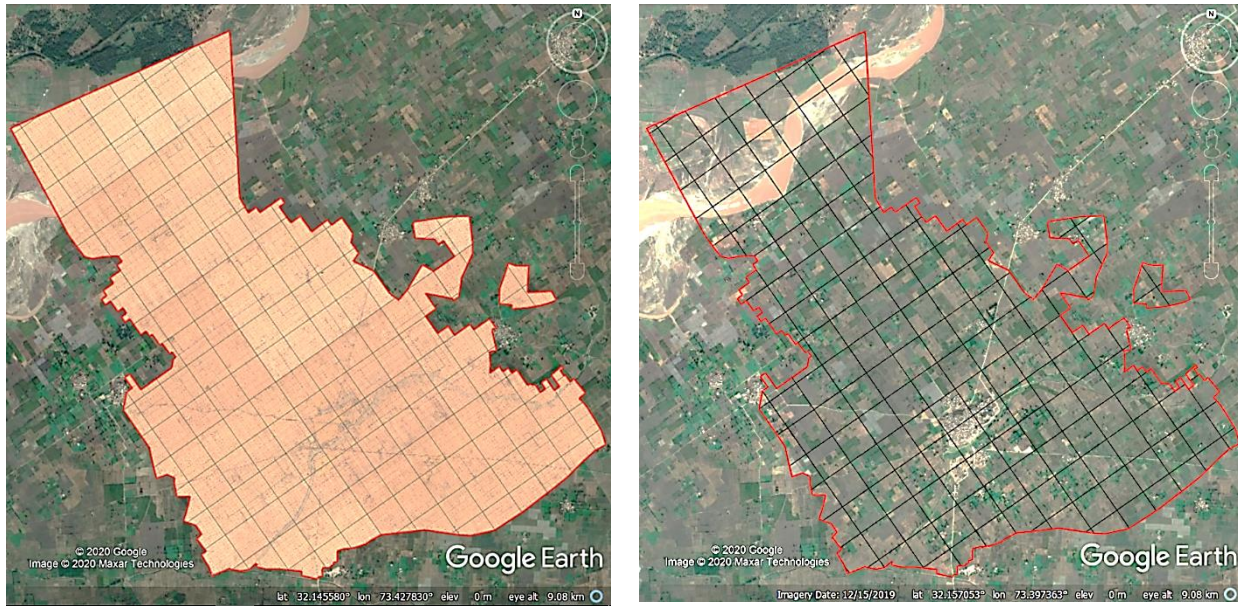 N
© 2020 Google
Image © 2020 Maxar Technologies
Google Earth
lat 32.145580° lon 73.427830° elev 0 m eye alt 9.08 km
N
© 2020 Google
Image © 2020 Maxar Technologies
Google Earth
Imagery Date: 12/15/2019 lat 32.157053° lon 73.397363° elev 0 m eye alt 9.08 km